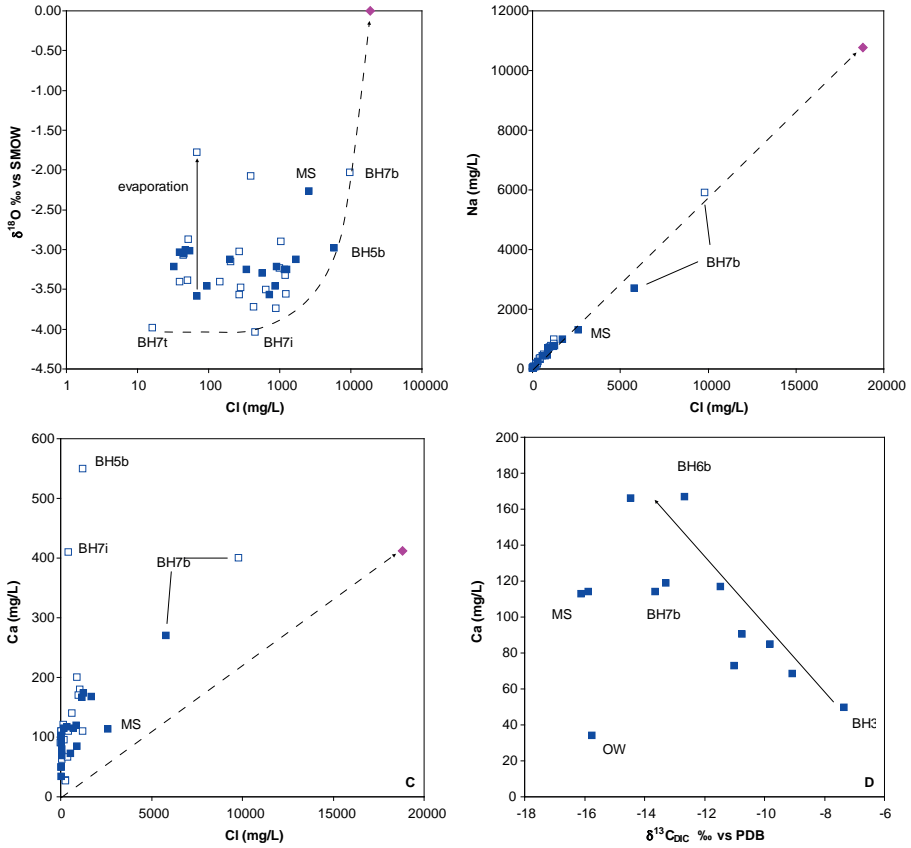 0.00
-0.50
-1.00
-1.50
-2.00
-2.50
-3.00
-3.50
-4.00
-4.50
δ18O ‰ vs SMOW
evaporation
MS
BH7b
BH5b
BH7t
BH7i
1 10 100 1000 10000 100000
Cl (mg/L)
12000
10000
8000
6000
4000
2000
0
Na (mg/L)
BH7b
MS
0 5000 10000 15000 20000
Cl (mg/L)
600
500
400
300
200
100
0
Ca (mg/L)
BH5b
BH7i
BH7b
MS
C
0 5000 10000 15000 20000
Cl (mg/L)
200
180
160
140
120
100
80
60
40
20
0
Ca (mg/L)
BH6b
MS
BH7b
BH3
OW
D
-18 -16 -14 -12 -10 -8 -6
δ13CDIC ‰ vs PDB